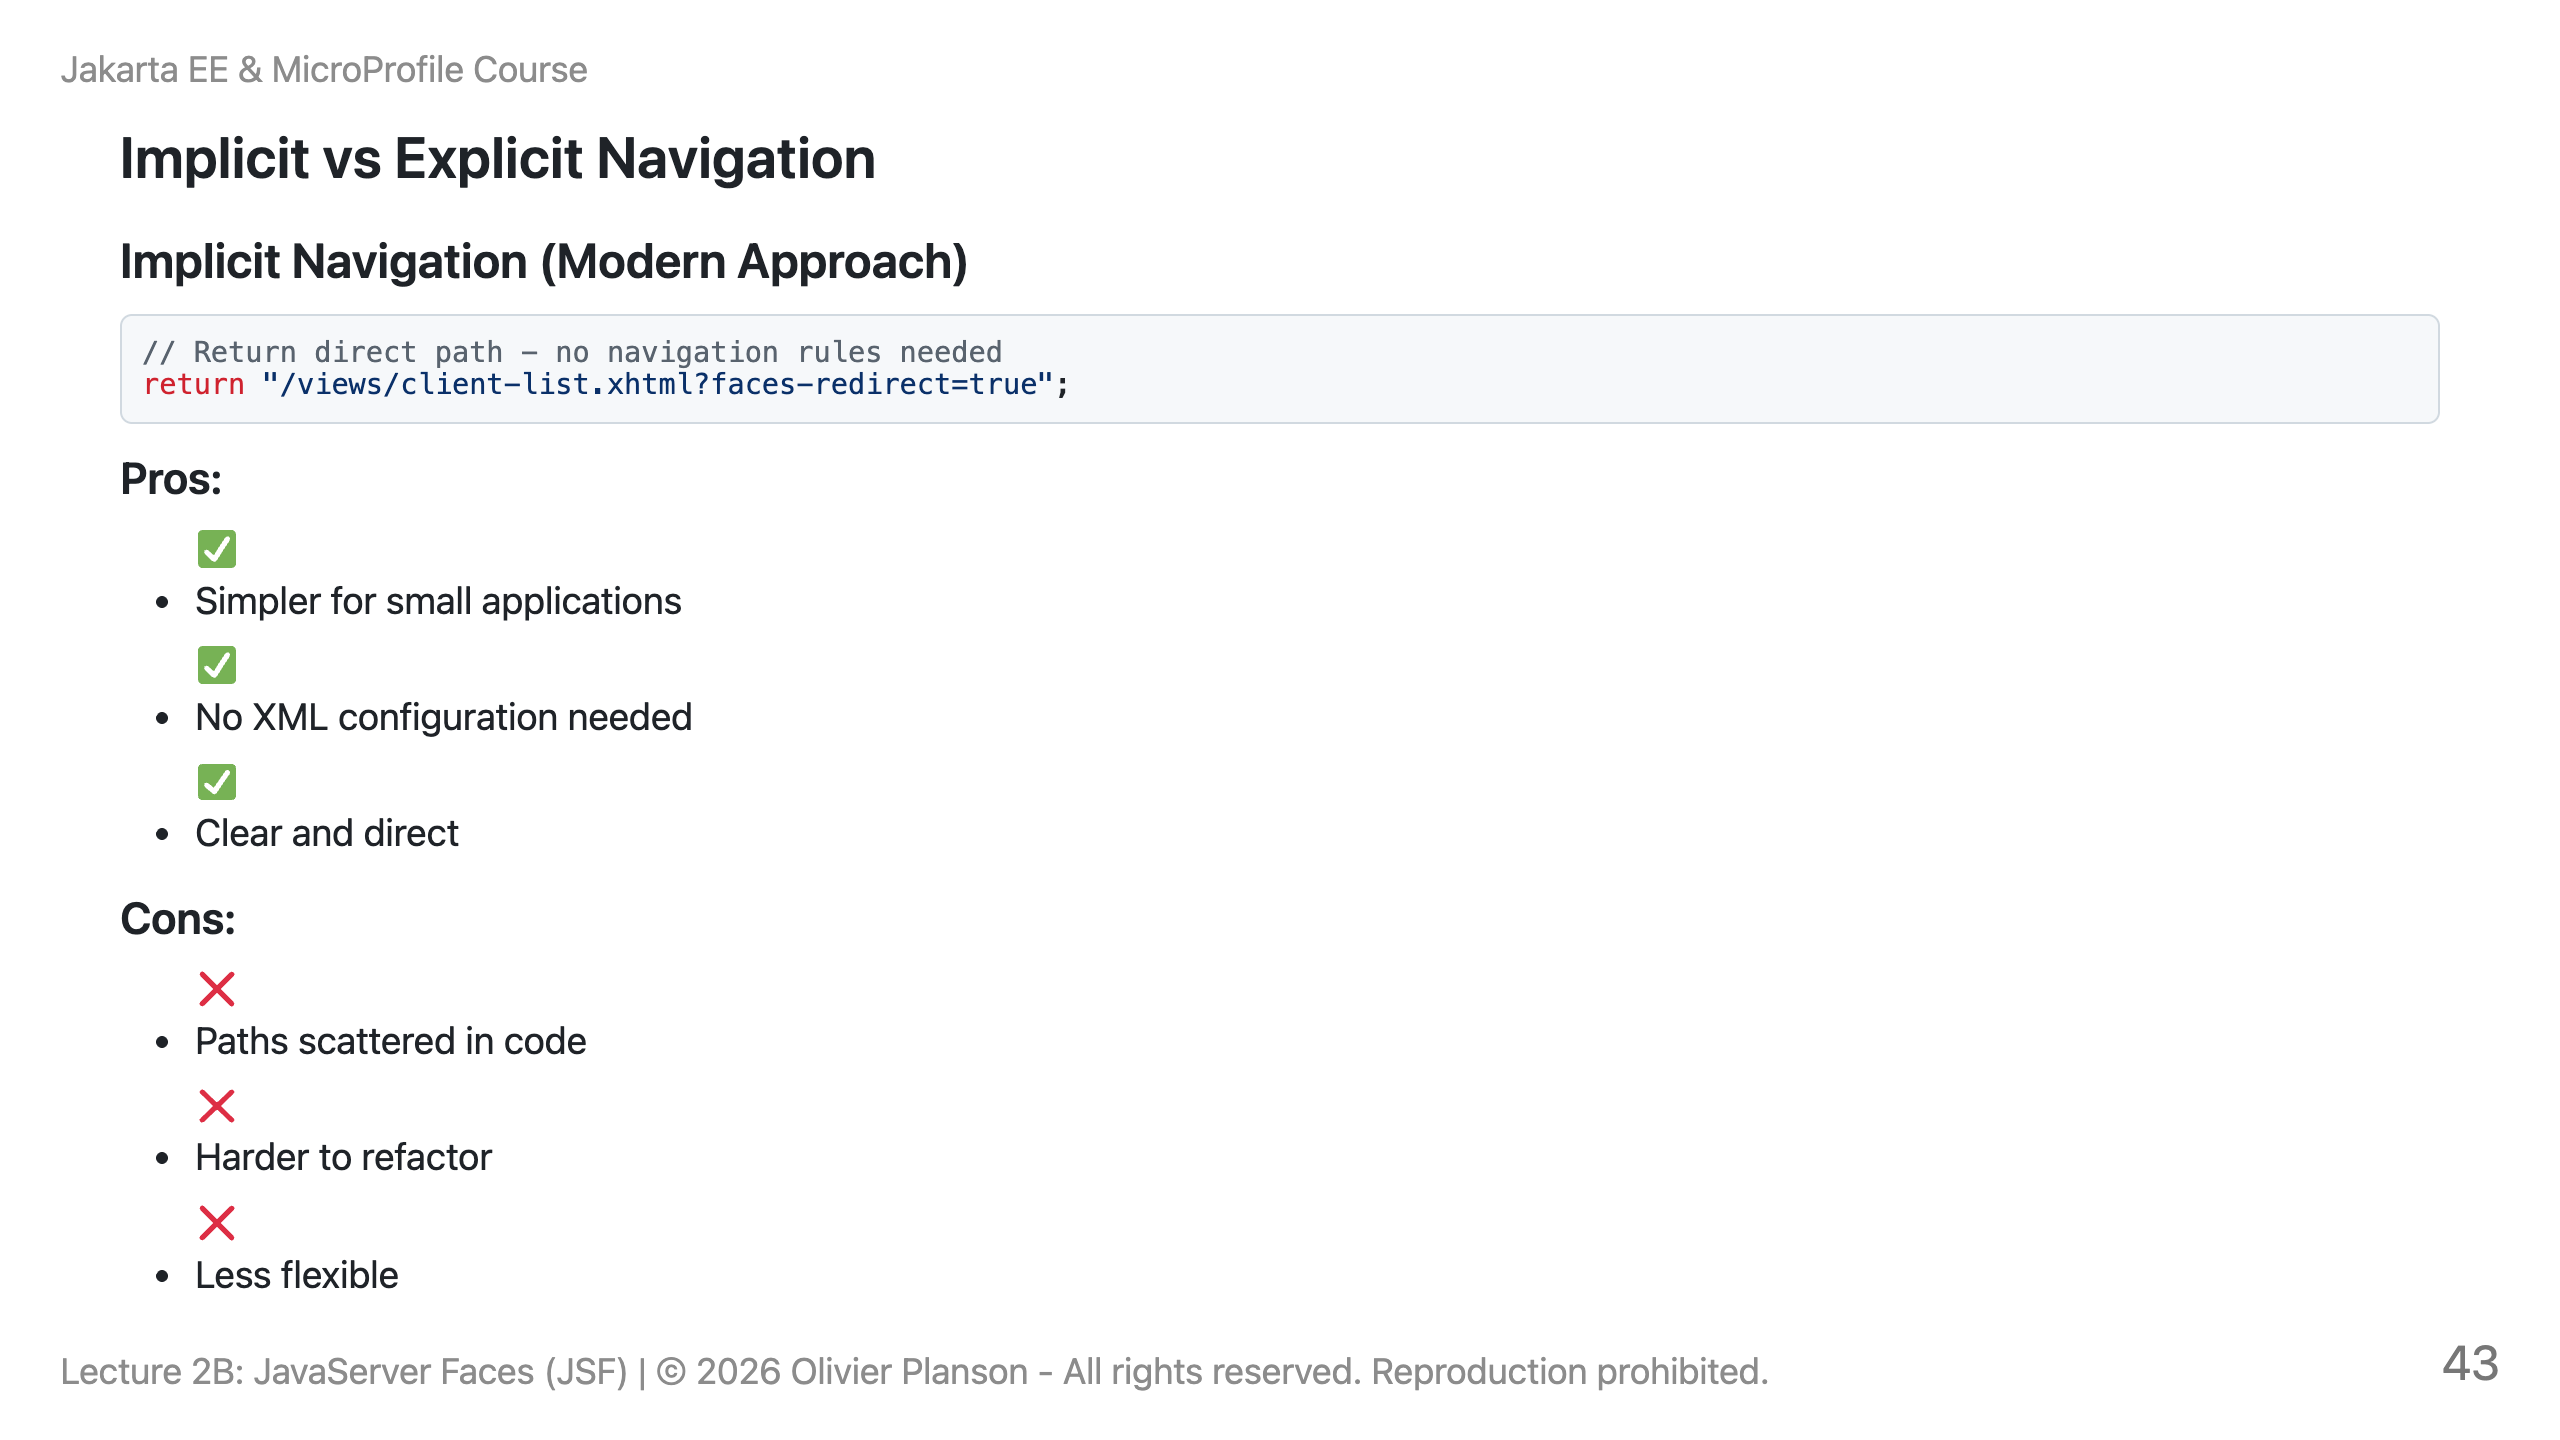 Jakarta EE & MicroProfile Course
Implicit vs Explicit Navigation
Implicit Navigation (Modern Approach)
// Return direct path – no navigation rules needed
return "/views/client-list.xhtml?faces-redirect=true";
Pros:
✅
• Simpler for small applications
✅
• No XML configuration needed
✅
• Clear and direct
Cons:
❌
• Paths scattered in code
❌
• Harder to refactor
❌
• Less flexible
Lecture 2B: JavaServer Faces (JSF) | © 2026 Olivier Planson - All rights reserved. Reproduction prohibited.
43